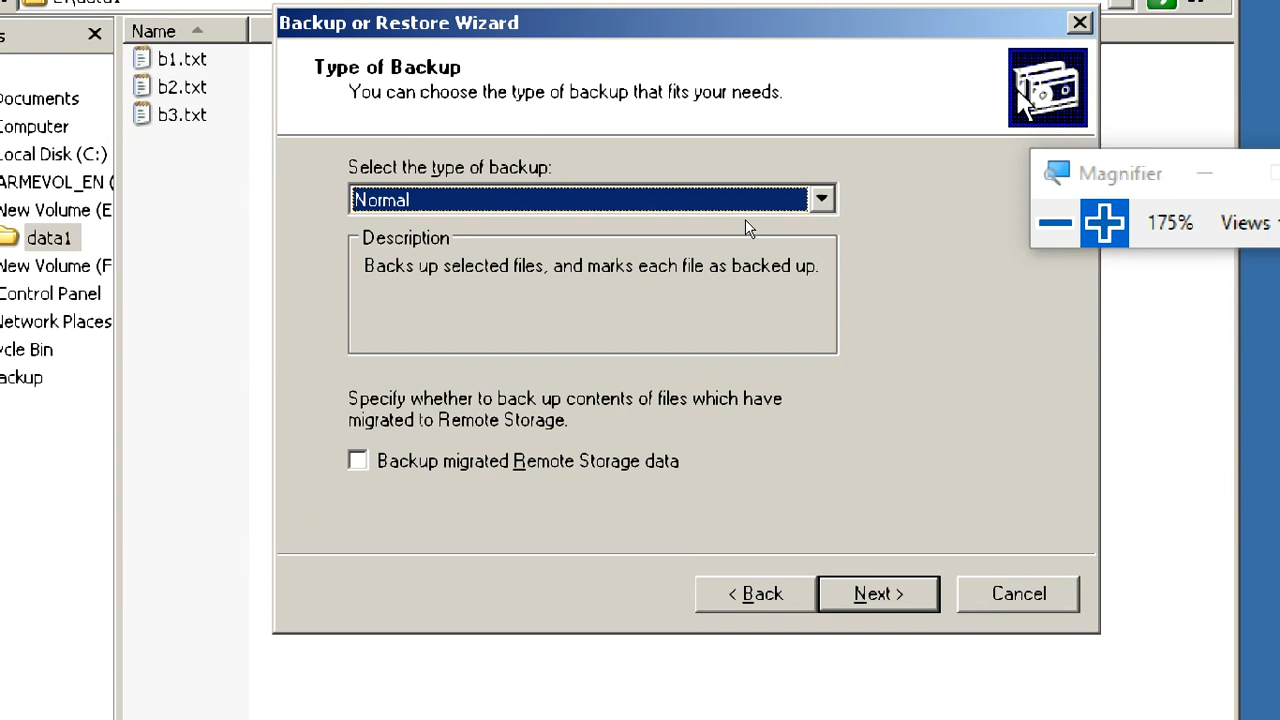 Name
b1.txt
b2.txt
b3.txt
Documents
Computer
Local Disk (C:)
ARMEVOL_EN (
New Volume (E
data1
New Volume (F
Control Panel
Network Places
ycle Bin
ackup
Backup or Restore Wizard
Type of Backup
You can choose the type of backup that fits your needs.
Select the type of backup:
Normal
Description
Backs up selected files, and marks each file as backed up.
Specify whether to back up contents of files which have
migrated to Remote Storage.
Backup migrated Remote Storage data
< Back
Next >
Cancel
Magnifier
175%
Views